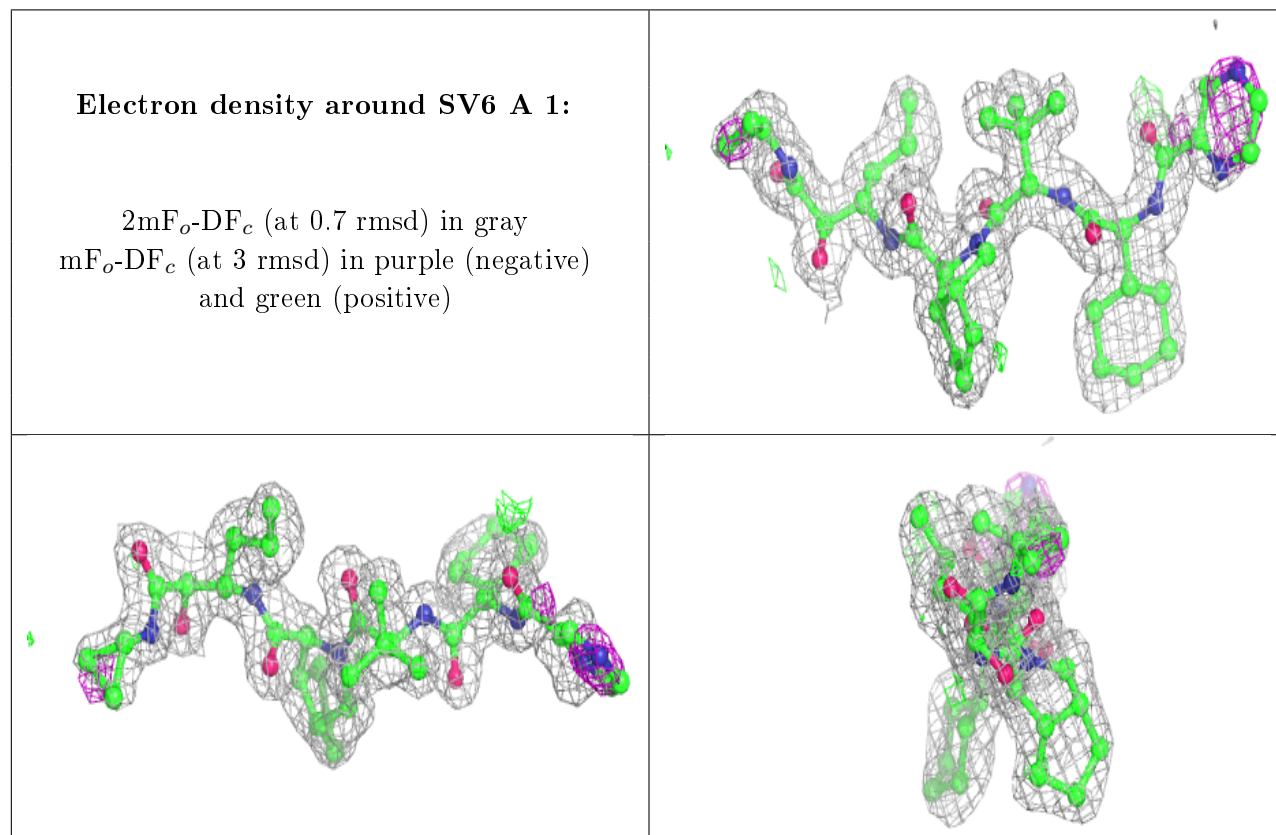 Electron density around SV6 A 1:
2mFo-DFc (at 0.7 rmsd) in gray
mFo-DFc (at 3 rmsd) in purple (negative)
and green (positive)